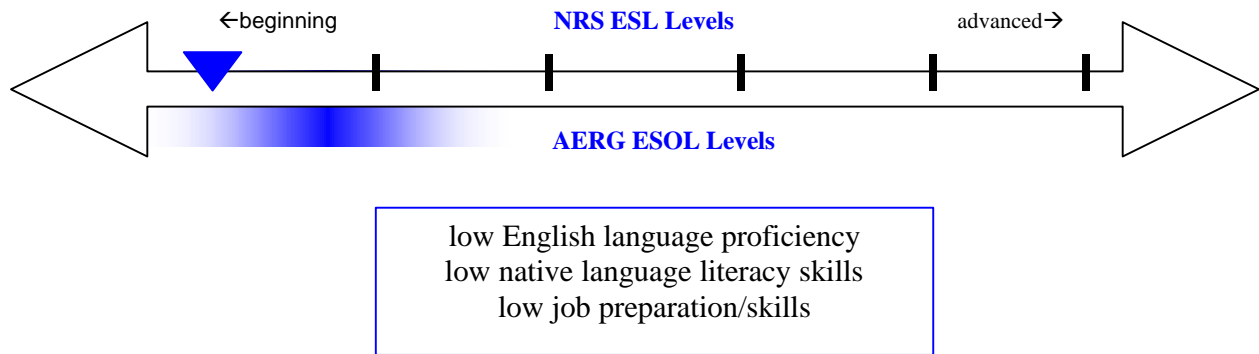 ←beginning NRS ESL Levels advanced→
AERG ESOL Levels
low English language proficiency
low native language literacy skills
low job preparation/skills